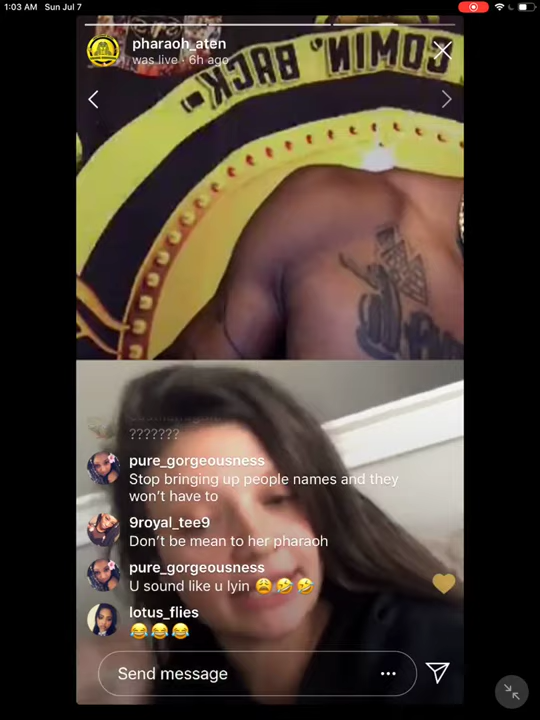 1:03 AM Sun Jul 7
pharaoh_aten
was live · 6h ago
COMIN' BACK"
???????
pure_gorgeousness
Stop bringing up people names and they
won't have to
9royal_tee9
Don't be mean to her pharaoh
pure_gorgeousness
U sound like u lyin 😩🤣🤣
lotus_flies
😂😂😂
Send message